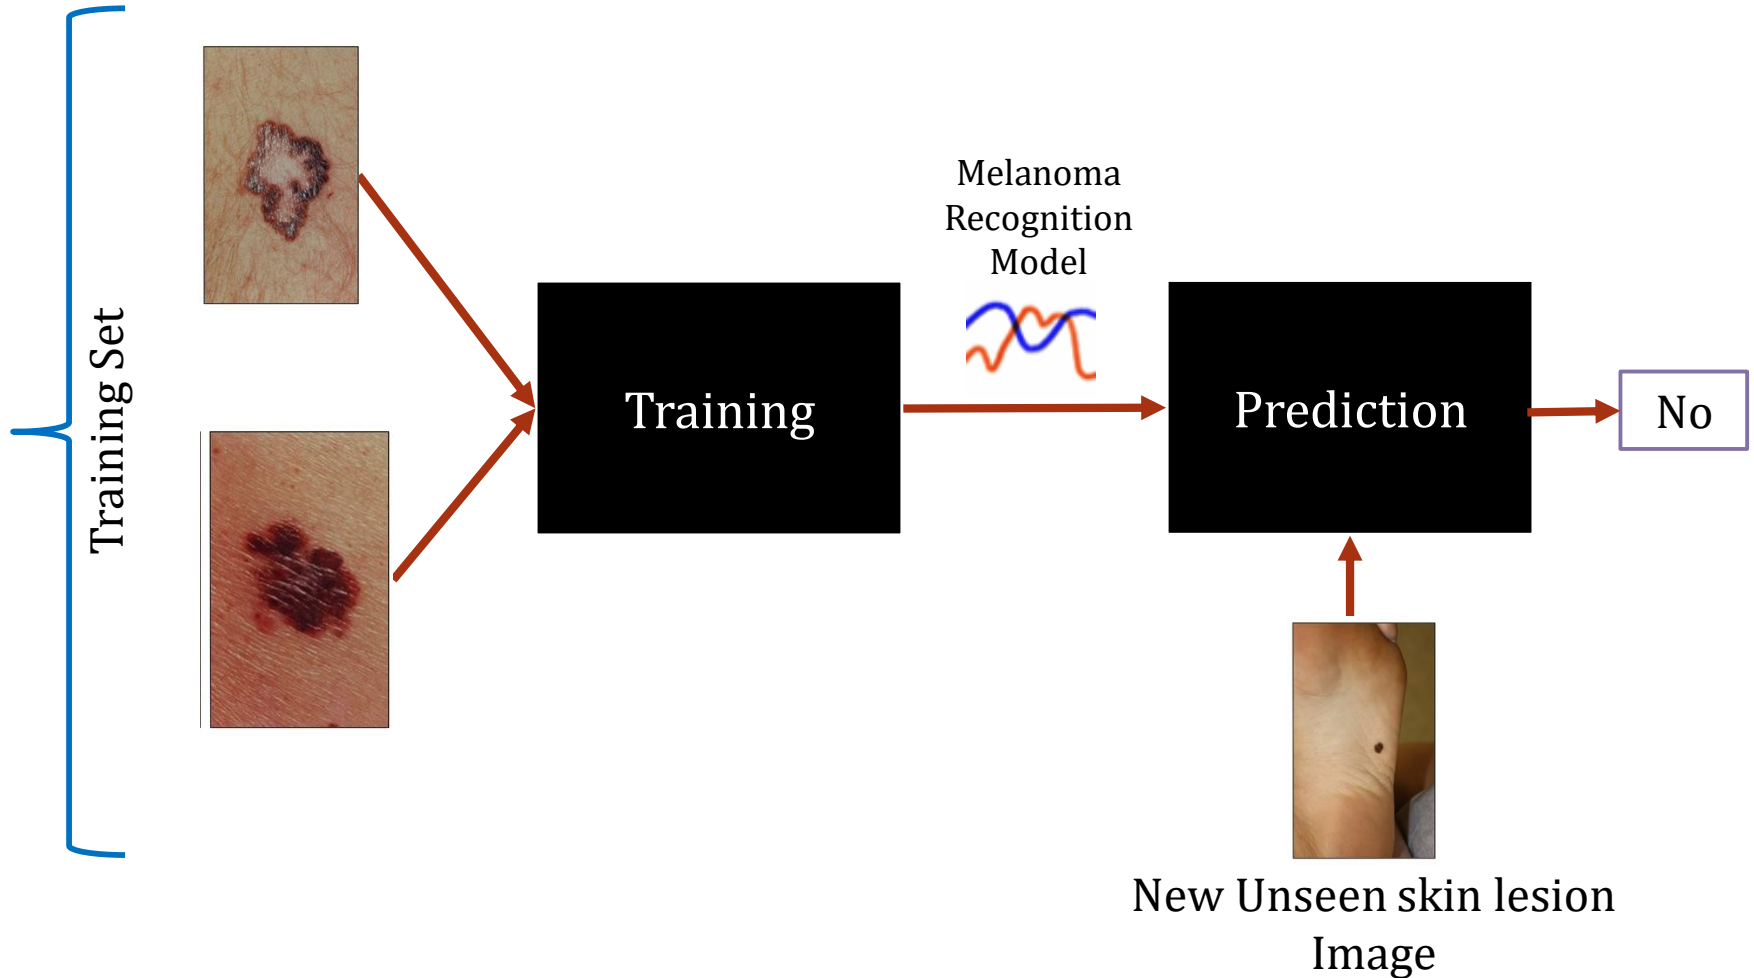 Training Set
Melanoma
Recognition
Model
Training
Prediction
No
New Unseen skin lesion
Image